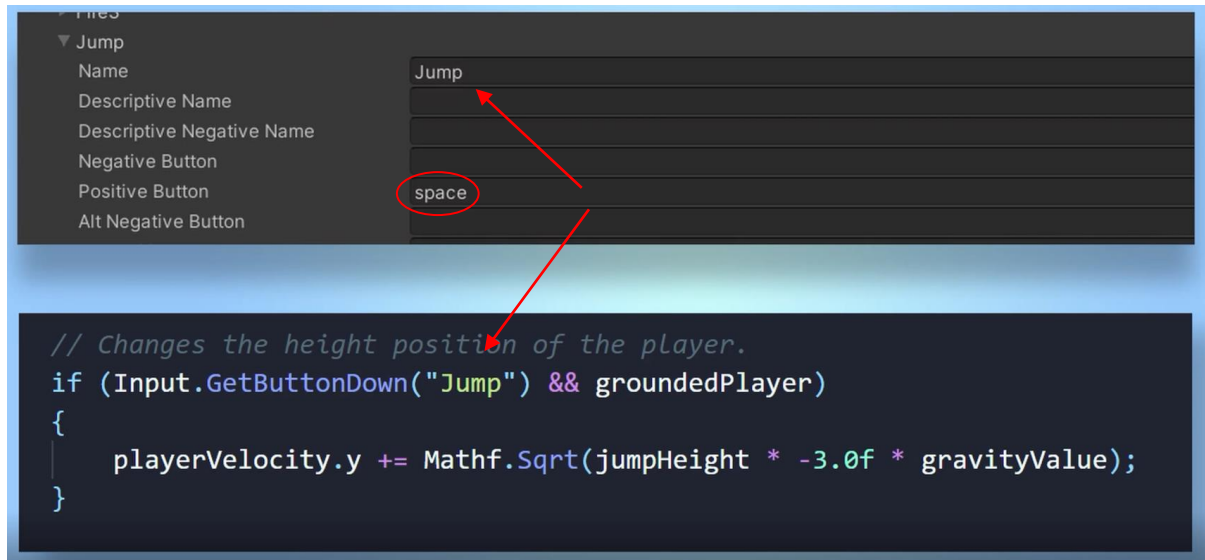 Fire3
Jump
Name Jump
Descriptive Name
Descriptive Negative Name
Negative Button
Positive Button space
Alt Negative Button
// Changes the height position of the player.
if (Input.GetButtonDown("Jump") && groundedPlayer)
{
playerVelocity.y += Mathf.Sqrt(jumpHeight * -3.0f * gravityValue);
}